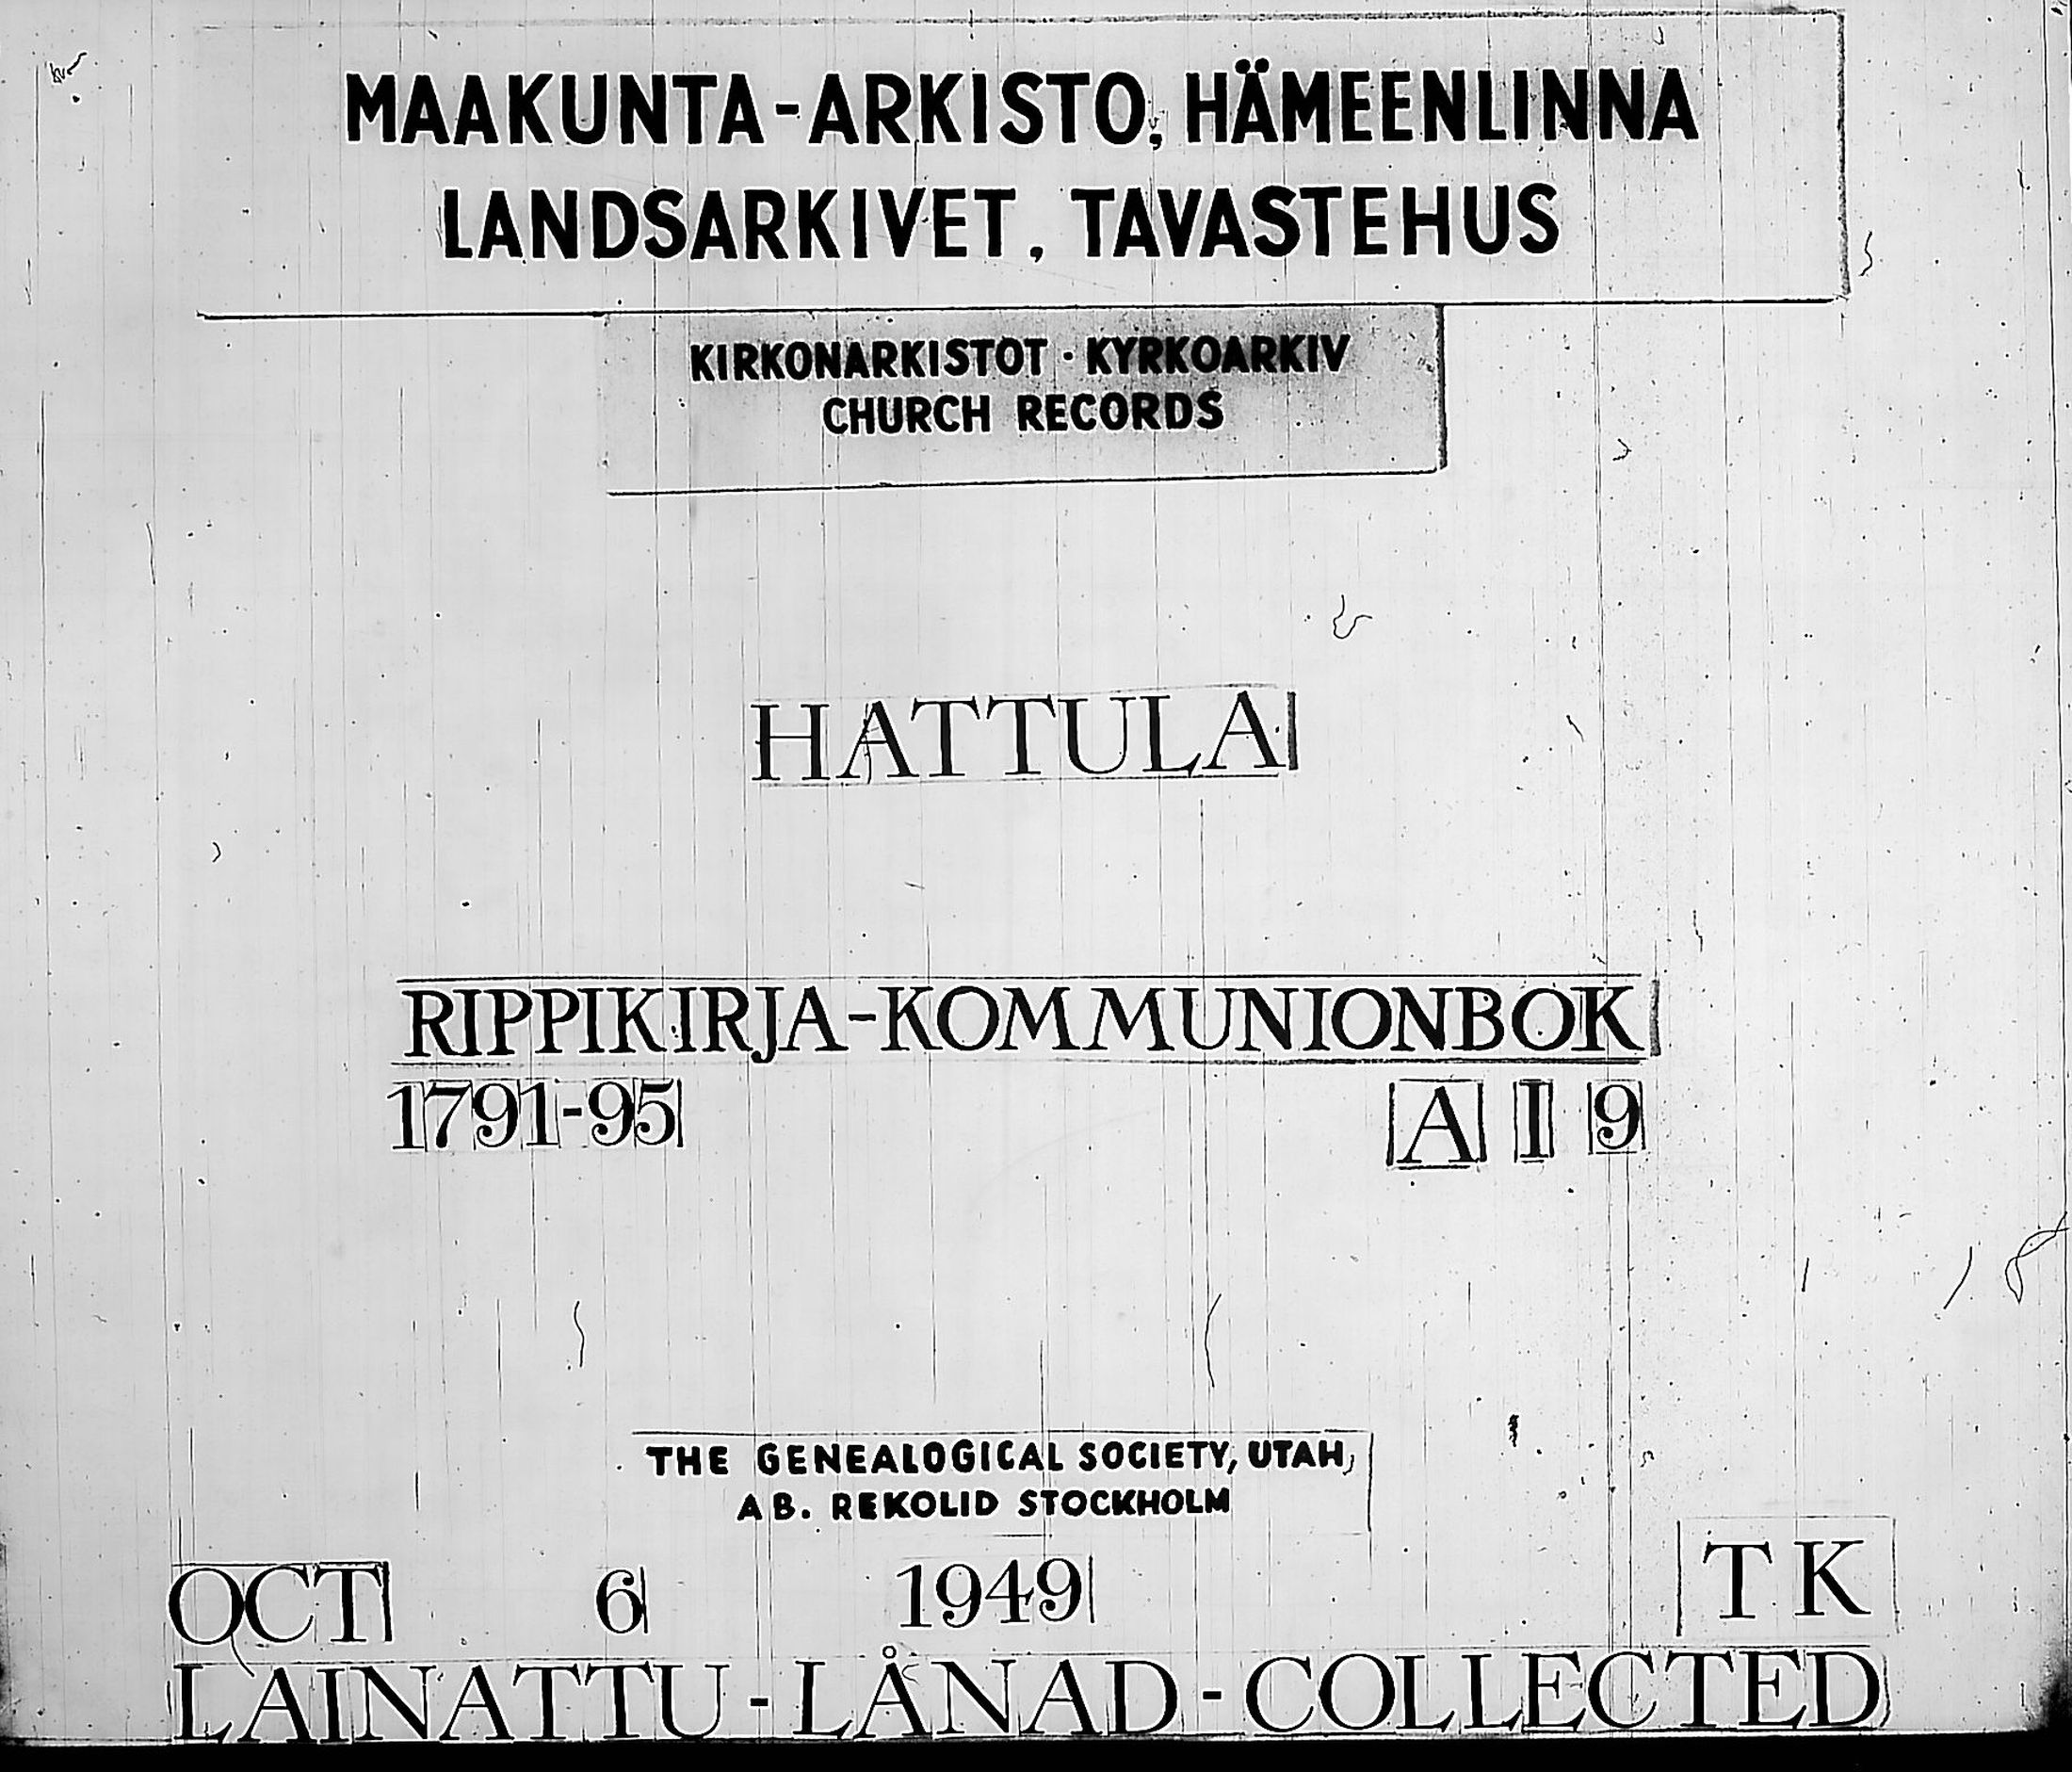 MAAKUNTA-ARKISTO, HÄMEENLINNA
LANDSARKIVET, TAVASTEHUS
KIRKONARKISTOT · KYRKOARKIV
CHURCH RECORDS
HATTULA
RIPPIKIRJA-KOMMUNIONBOK
1791-95 A I 9
THE GENEALOGICAL SOCIETY, UTAH,
AB. REKOLID STOCKHOLM
OCT 6 1949 TK
LAINATTU - LÅNAD - COLLECTED